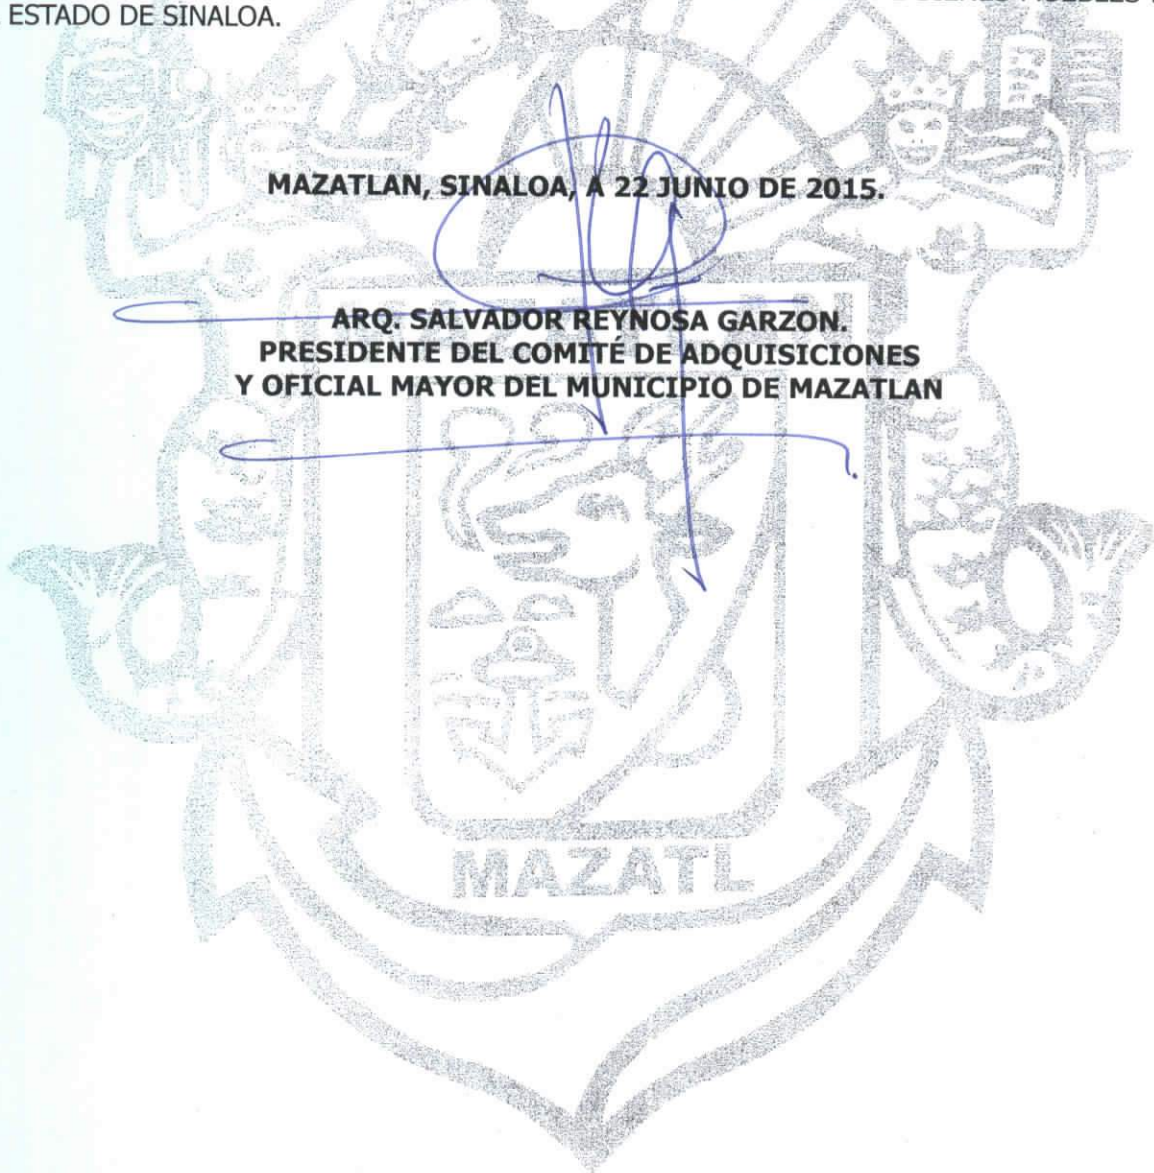 ESTADO DE SINALOA.
MAZATLAN, SINALOA, A 22 JUNIO DE 2015.
ARQ. SALVADOR REYNOSA GARZON.
PRESIDENTE DEL COMITÉ DE ADQUISICIONES
Y OFICIAL MAYOR DEL MUNICIPIO DE MAZATLAN
MAZATL